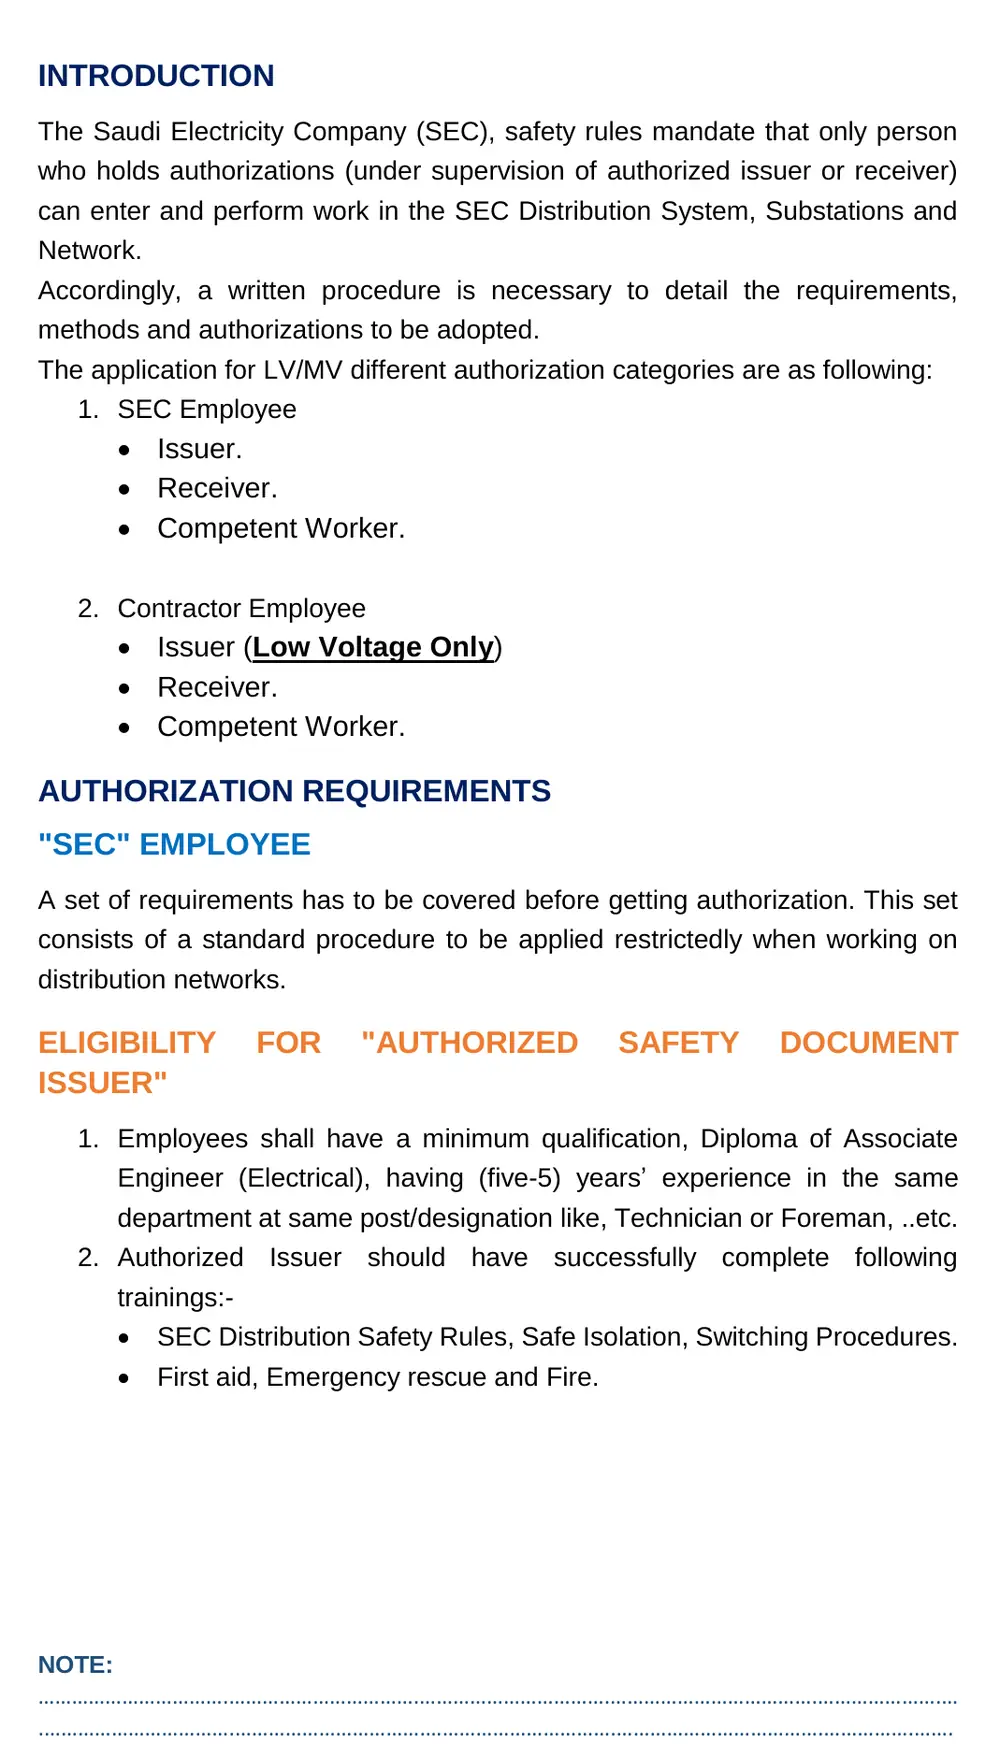 INTRODUCTION
The Saudi Electricity Company (SEC), safety rules mandate that only person
who holds authorizations (under supervision of authorized issuer or receiver)
can enter and perform work in the SEC Distribution System, Substations and
Network.
Accordingly, a written procedure is necessary to detail the requirements,
methods and authorizations to be adopted.
The application for LV/MV different authorization categories are as following:
1. SEC Employee
• Issuer.
• Receiver.
• Competent Worker.
2. Contractor Employee
• Issuer (Low Voltage Only)
• Receiver.
• Competent Worker.
AUTHORIZATION REQUIREMENTS
"SEC" EMPLOYEE
A set of requirements has to be covered before getting authorization. This set
consists of a standard procedure to be applied restrictedly when working on
distribution networks.
ELIGIBILITY FOR "AUTHORIZED SAFETY DOCUMENT
ISSUER"
1. Employees shall have a minimum qualification, Diploma of Associate
Engineer (Electrical), having (five-5) years’ experience in the same
department at same post/designation like, Technician or Foreman, ..etc.
2. Authorized Issuer should have successfully complete following
trainings:-
• SEC Distribution Safety Rules, Safe Isolation, Switching Procedures.
• First aid, Emergency rescue and Fire.
NOTE: